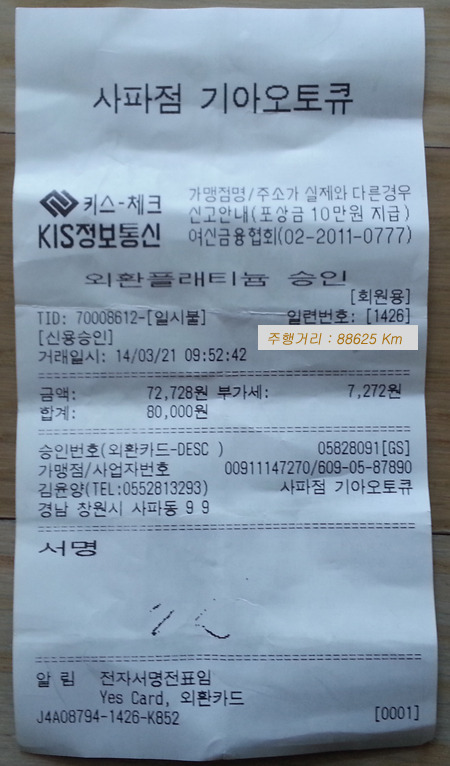 사파점 기아오토큐
키스-체크
KIS정보통신
가맹점명/주소가 실제와 다른경우
신고안내(포상금 10만원 지급)
여신금융협회(02-2011-0777)
외환플래티늄 승인
[회원용]
TID: 70008612-[일시불] 일련번호: [1426]
[신용승인]
주행거리 : 88625 Km
거래일시: 14/03/21 09:52:42
금액: 72,728원 부가세: 7,272원
합계: 80,000원
승인번호(외환카드-DESC ) 05828091[GS]
가맹점/사업자번호 00911147270/609-05-87890
김윤양(TEL:0552813293) 사파점 기아오토큐
경남 창원시 사파동 9 9
서명
알 림 전자서명전표임
Yes Card, 외환카드
J4A08794-1426-K852 [0001]